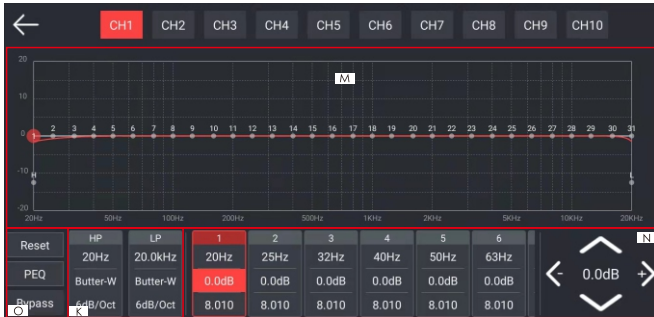 CH1 CH2 CH3 CH4 CH5 CH6 CH7 CH8 CH9 CH10
20
M
10
1 2 3 4 5 6 7 8 9 10 11 12 13 14 15 16 17 18 19 20 21 22 23 24 25 26 27 28 29 30 31
0
-10
H L
-20
20Hz 50Hz 100Hz 200Hz 500Hz 1KHz 2KHz 5KHz 10KHz 20KHz
Reset HP LP 1 2 3 4 5 6 N
20Hz 20.0kHz 20Hz 25Hz 32Hz 40Hz 50Hz 63Hz
PEQ Butter-W Butter-W 0.0dB 0.0dB 0.0dB 0.0dB 0.0dB 0.0dB - 0.0dB +
Bypass 6dB/Oct 6dB/Oct 8.010 8.010 8.010 8.010 8.010 8.010
O K